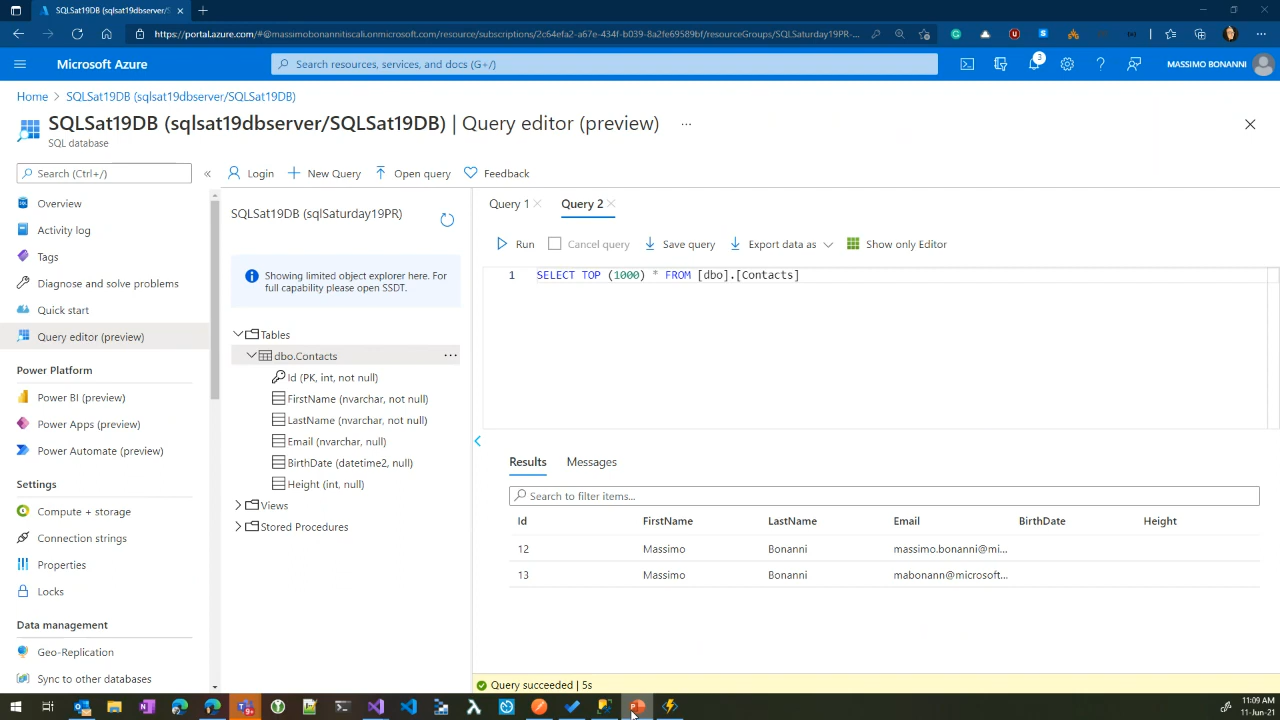 SQLSat19DB (sqlsat19dbserver/SQL
https://portal.azure.com/#@massimobonannitiscali.onmicrosoft.com/resource/subscriptions/2c64efa2-a67e-434f-b039-8a2fe69589bf/resourceGroups/SQLSaturday19PR-...
Microsoft Azure
Search resources, services, and docs (G+/)
3
MASSIMO BONANNI
Home > SQLSat19DB (sqlsat19dbserver/SQLSat19DB)
SQLSat19DB (sqlsat19dbserver/SQLSat19DB) | Query editor (preview) ...
SQL database
Search (Ctrl+/)
«
Login
New Query
Open query
Feedback
Overview
Activity log
Tags
Diagnose and solve problems
Quick start
Query editor (preview)
Power Platform
Power BI (preview)
Power Apps (preview)
Power Automate (preview)
Settings
Compute + storage
Connection strings
Properties
Locks
Data management
Geo-Replication
Sync to other databases
SQLSat19DB (sqlSaturday19PR)
Showing limited object explorer here. For
full capability please open SSDT.
Tables
dbo.Contacts ...
Id (PK, int, not null)
FirstName (nvarchar, not null)
LastName (nvarchar, not null)
Email (nvarchar, null)
BirthDate (datetime2, null)
Height (int, null)
Views
Stored Procedures
Query 1
Query 2
Run
Cancel query
Save query
Export data as
Show only Editor
1 SELECT TOP (1000) * FROM [dbo].[Contacts]
Results
Messages
Search to filter items...
Id FirstName LastName Email BirthDate Height
12 Massimo Bonanni massimo.bonanni@mi...
13 Massimo Bonanni mabonann@microsoft...
Query succeeded | 5s
11:09 AM
11-Jun-21